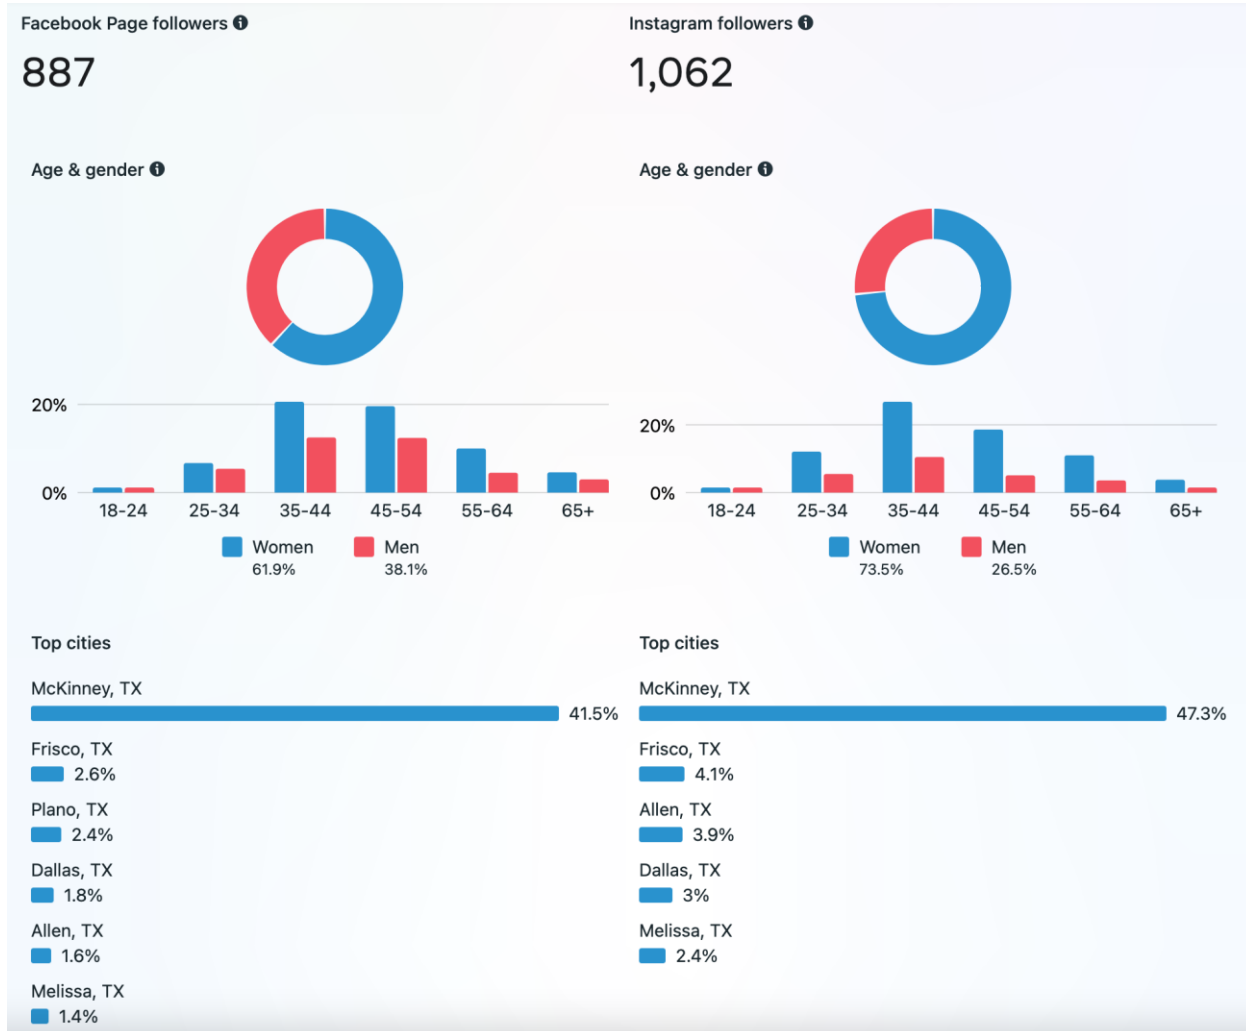 Facebook Page followers
887
Age & gender
20%
0%
18-24 25-34 35-44 45-54 55-64 65+
Women Men
61.9% 38.1%
Top cities
McKinney, TX
41.5%
Frisco, TX
2.6%
Plano, TX
2.4%
Dallas, TX
1.8%
Allen, TX
1.6%
Melissa, TX
1.4%
Instagram followers
1,062
Age & gender
20%
0%
18-24 25-34 35-44 45-54 55-64 65+
Women Men
73.5% 26.5%
Top cities
McKinney, TX
47.3%
Frisco, TX
4.1%
Allen, TX
3.9%
Dallas, TX
3%
Melissa, TX
2.4%